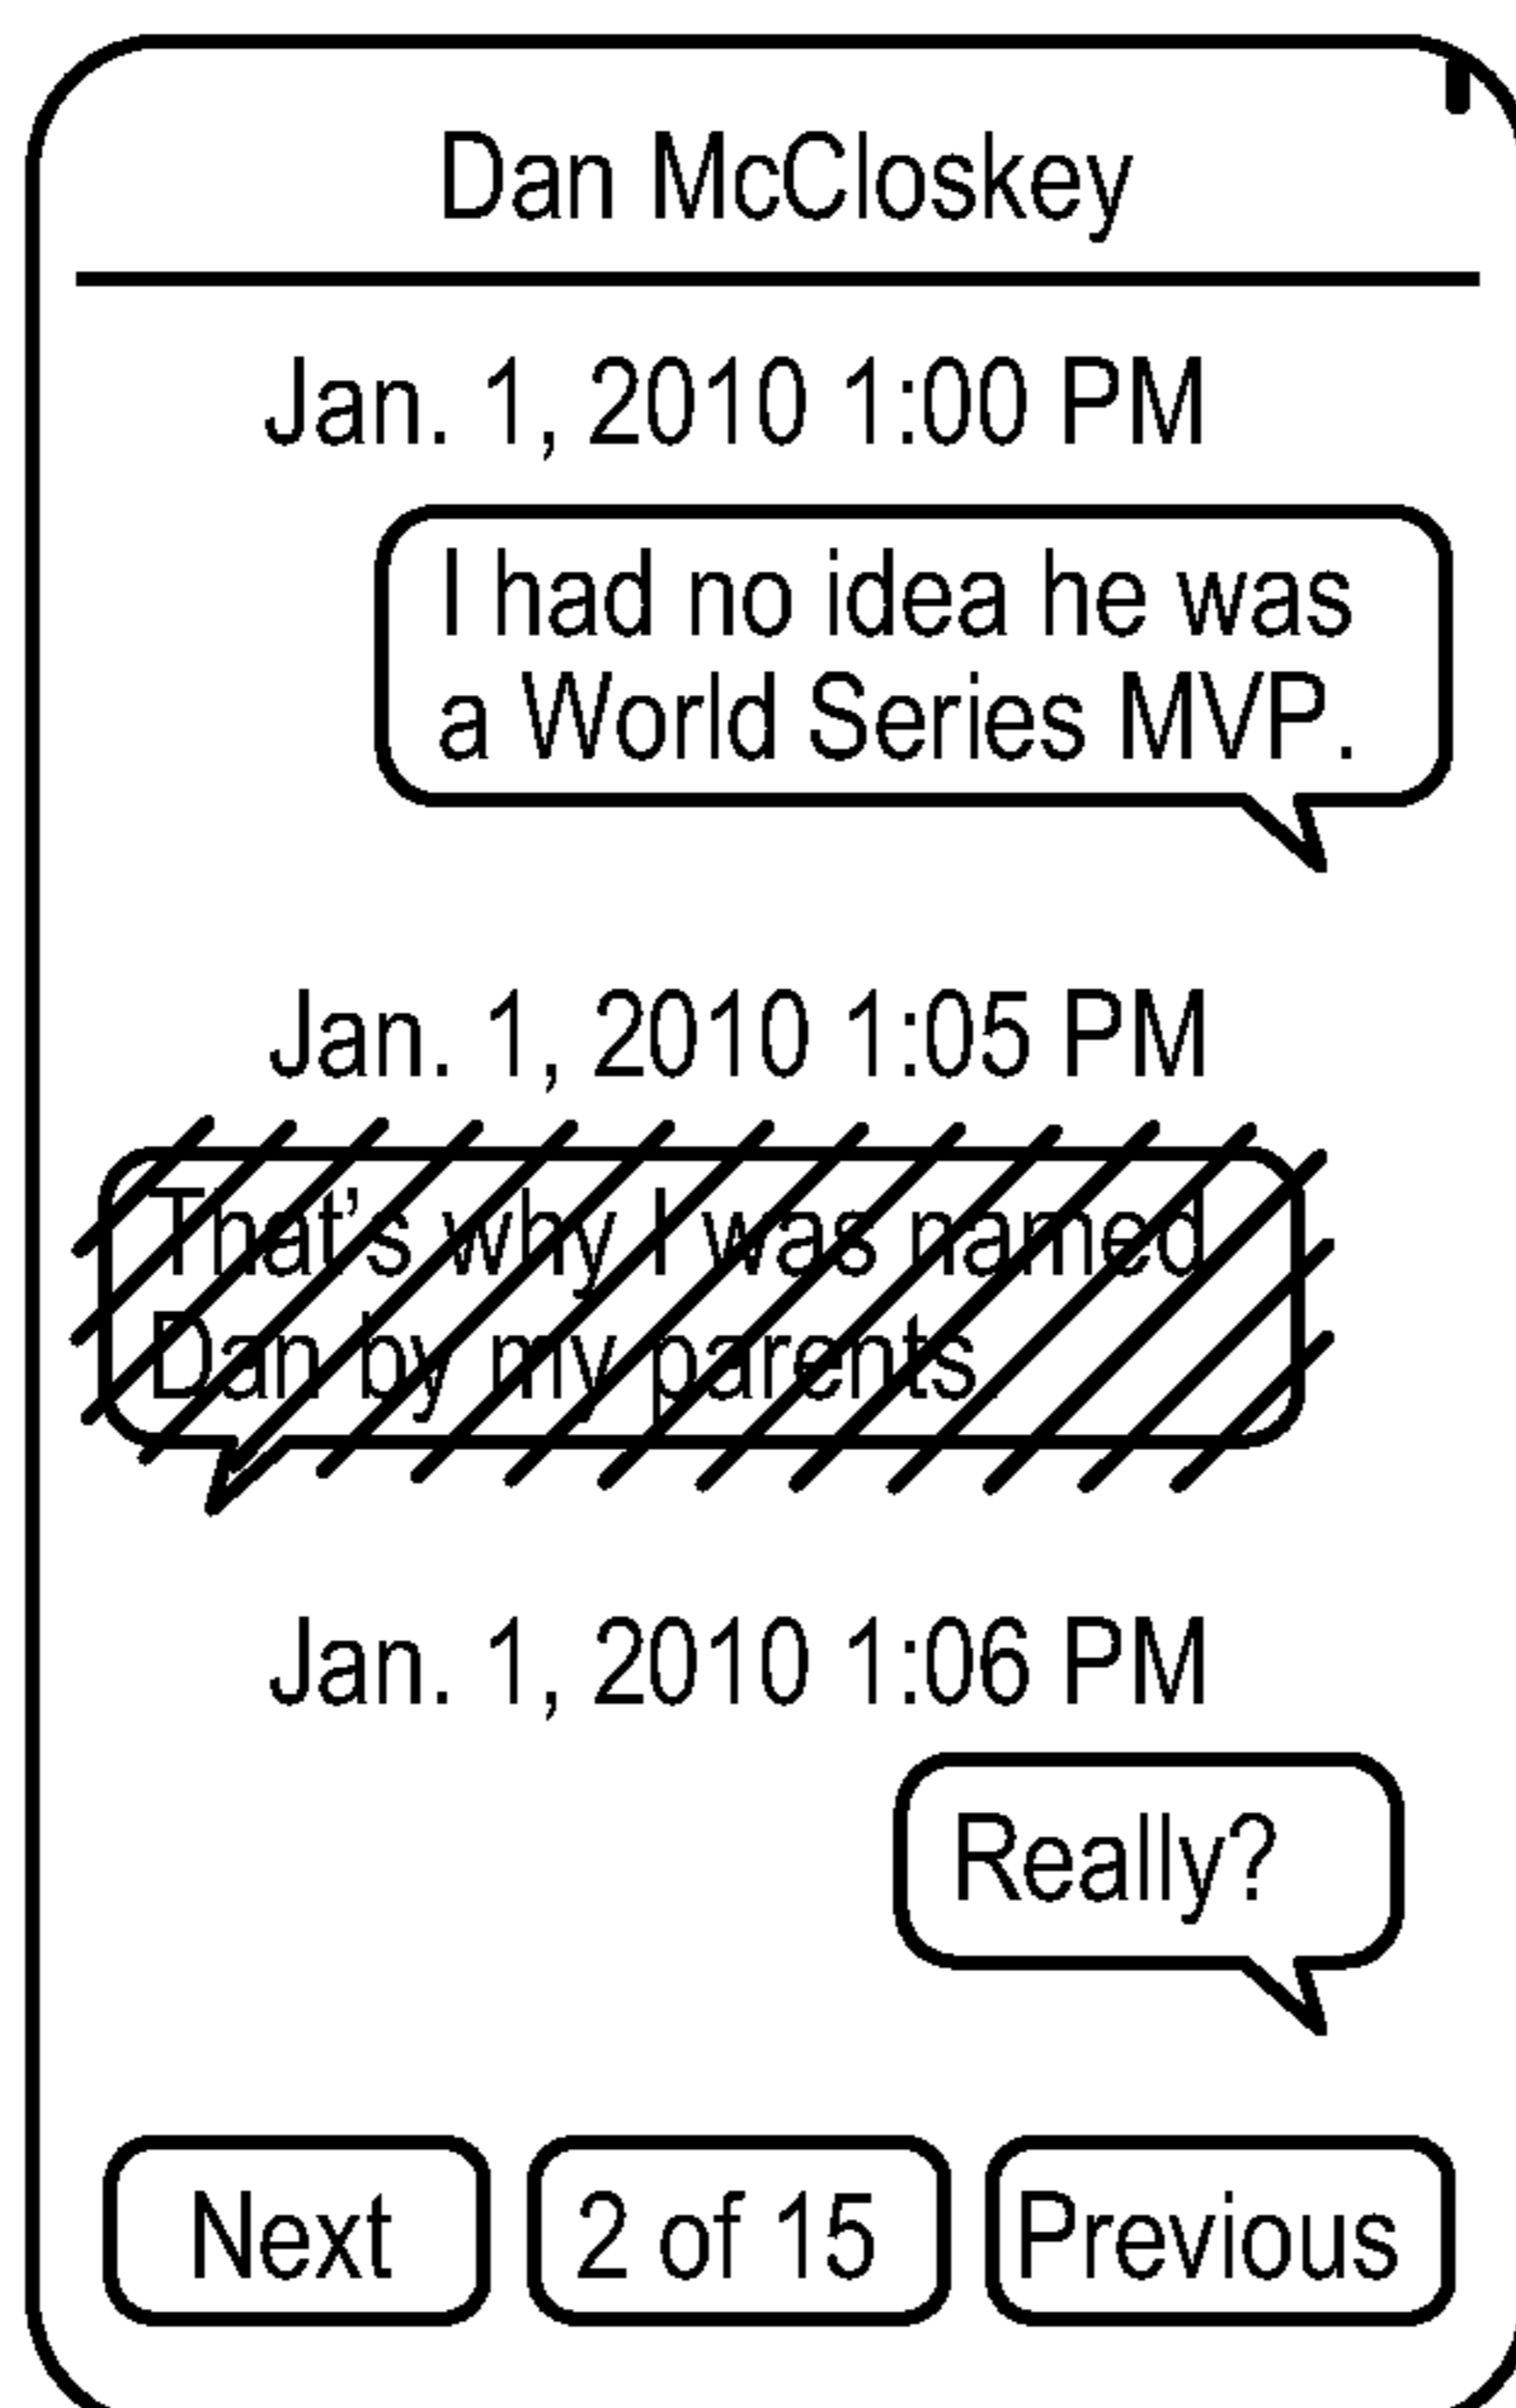 Dan McCloskey
Jan. 1, 2010 1:00 PM
I had no idea he was
a World Series MVP.
Jan. 1, 2010 1:05 PM
That's why I was named
Dan by my parents.
Jan. 1, 2010 1:06 PM
Really?
Next
2 of 15
Previous